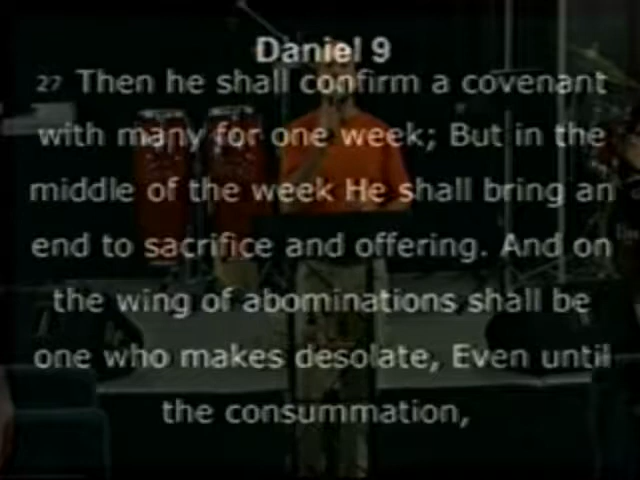 Daniel 9
27 Then he shall confirm a covenant
with many for one week; But in the
middle of the week He shall bring an
end to sacrifice and offering. And on
the wing of abominations shall be
one who makes desolate, Even until
the consummation,